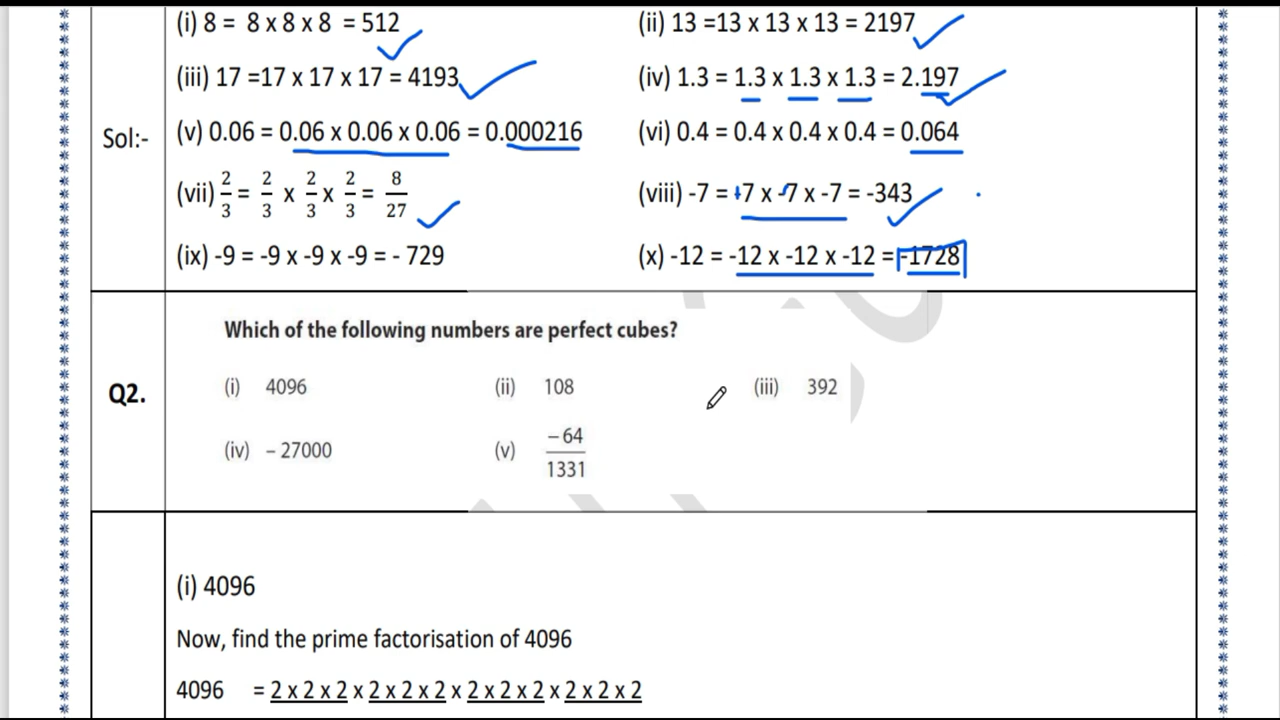 (i) 8 = 8 x 8 x 8 = 512 (ii) 13 =13 x 13 x 13 = 2197
(iii) 17 =17 x 17 x 17 = 4193 (iv) 1.3 = 1.3 x 1.3 x 1.3 = 2.197
Sol:- (v) 0.06 = 0.06 x 0.06 x 0.06 = 0.000216 (vi) 0.4 = 0.4 x 0.4 x 0.4 = 0.064
(vii) 2/3 = 2/3 x 2/3 x 2/3 = 8/27 (viii) -7 = +7 x -7 x -7 = -343
(ix) -9 = -9 x -9 x -9 = - 729 (x) -12 = -12 x -12 x -12 = -1728
Which of the following numbers are perfect cubes?
Q2. (i) 4096 (ii) 108 (iii) 392
(iv) – 27000 (v) –64/1331
(i) 4096
Now, find the prime factorisation of 4096
4096 = 2 x 2 x 2 x 2 x 2 x 2 x 2 x 2 x 2 x 2 x 2 x 2